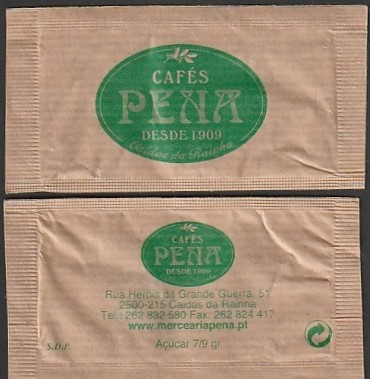 CAFÉS
PENA
DESDE 1909
Caldas da Rainha
CAFÉS
PENA
DESDE 1909
Rua Heróis da Grande Guerra, 51
2500-215 Caldas da Rainha
Tel.: 262 832 580 Fax: 262 824 417
www.merceariapena.pt
S.D.P. Açúcar 7/9 gr